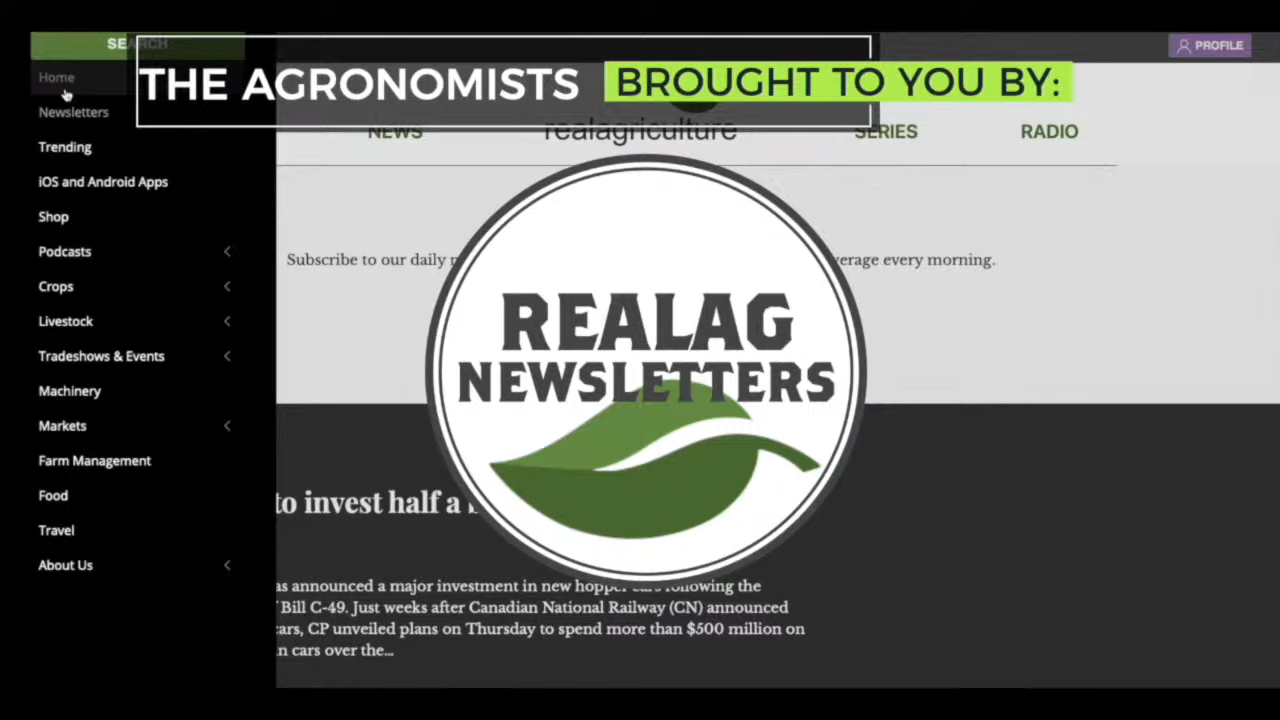 SEARCH
PROFILE
THE AGRONOMISTS
BROUGHT TO YOU BY:
Home
Newsletters
Trending
iOS and Android Apps
Shop
Podcasts
Crops
Livestock
Tradeshows & Events
Machinery
Markets
Farm Management
Food
Travel
About Us
NEWS
realagriculture
SERIES
RADIO
Subscribe to our daily
every morning.
REALAG
NEWSLETTERS
to invest half a
announced a major investment in new hopper cars following the
Bill C-49. Just weeks after Canadian National Railway (CN) announced
cars, CP unveiled plans on Thursday to spend more than $500 million on
cars over the...